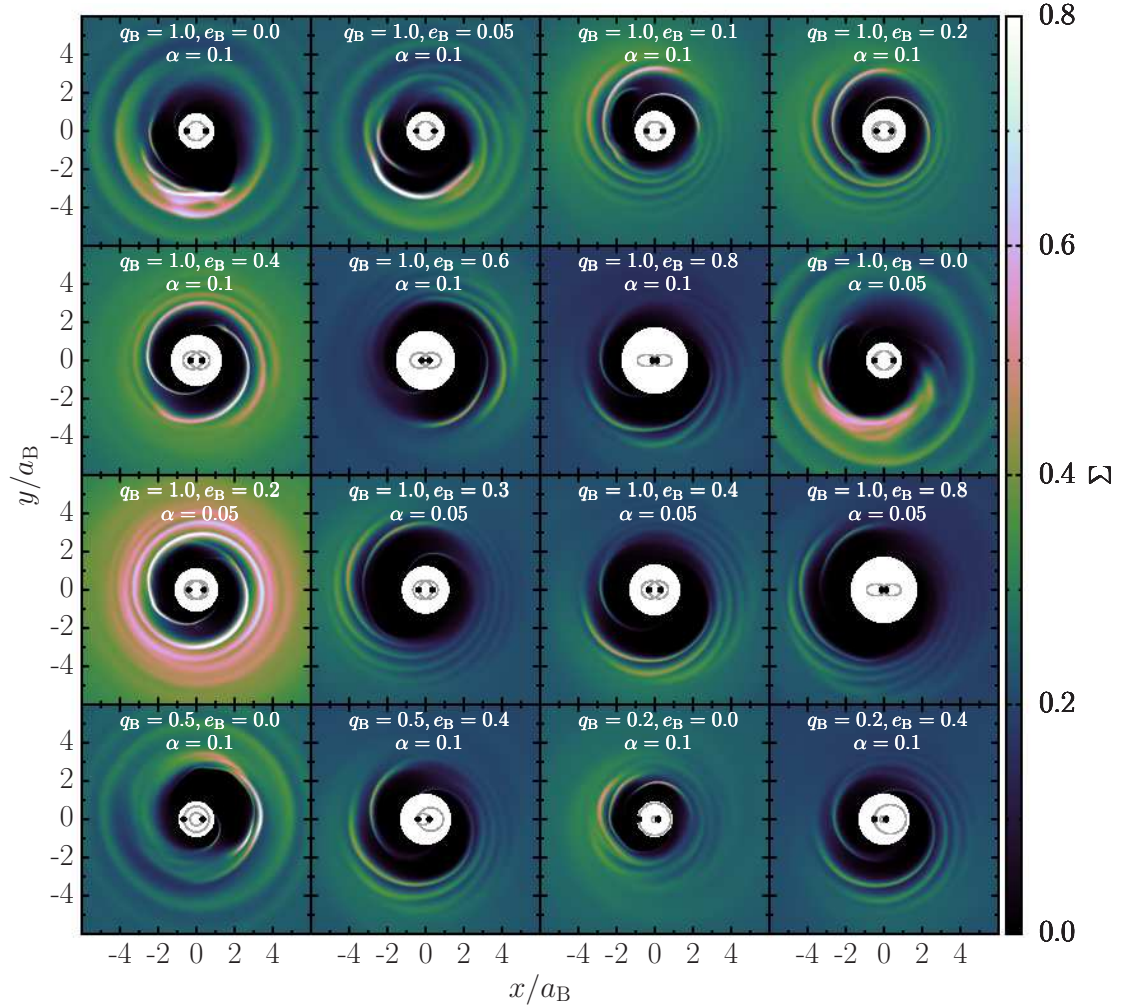 q_B = 1.0, e_B = 0.0
α = 0.1
q_B = 1.0, e_B = 0.05
α = 0.1
q_B = 1.0, e_B = 0.1
α = 0.1
q_B = 1.0, e_B = 0.2
α = 0.1
q_B = 1.0, e_B = 0.4
α = 0.1
q_B = 1.0, e_B = 0.6
α = 0.1
q_B = 1.0, e_B = 0.8
α = 0.1
q_B = 1.0, e_B = 0.0
α = 0.05
q_B = 1.0, e_B = 0.2
α = 0.05
q_B = 1.0, e_B = 0.3
α = 0.05
q_B = 1.0, e_B = 0.4
α = 0.05
q_B = 1.0, e_B = 0.8
α = 0.05
q_B = 0.5, e_B = 0.0
α = 0.1
q_B = 0.5, e_B = 0.4
α = 0.1
q_B = 0.2, e_B = 0.0
α = 0.1
q_B = 0.2, e_B = 0.4
α = 0.1
4
2
0
-2
-4
4
2
0
-2
-4
4
2
0
-2
-4
4
2
0
-2
-4
y/a_B
-4 -2 0 2 4 -4 -2 0 2 4 -4 -2 0 2 4 -4 -2 0 2 4
x/a_B
0.8
0.6
0.4
0.2
0.0
Σ